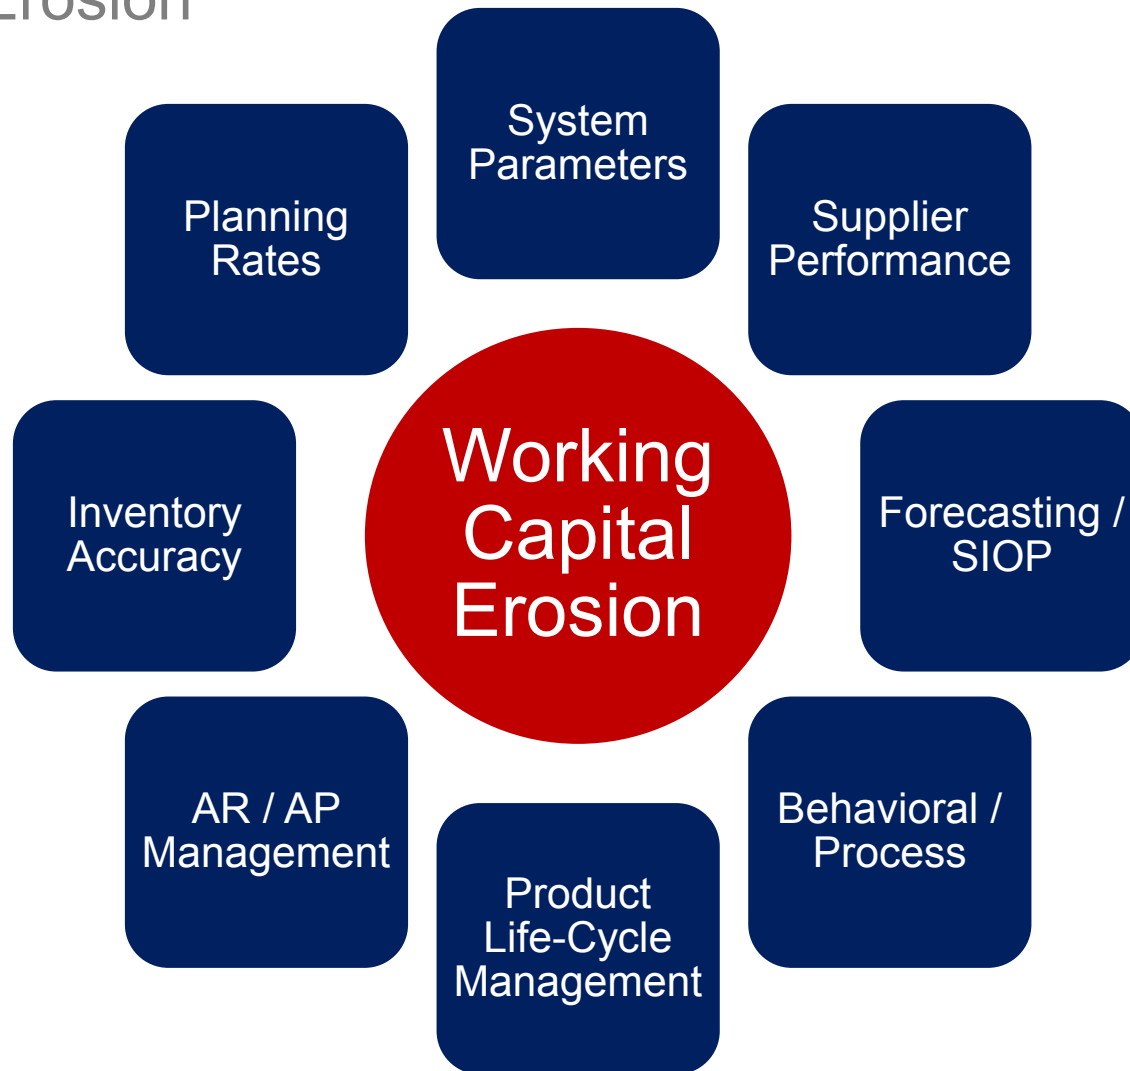 Erosion
System
Parameters
Planning
Rates
Supplier
Performance
Working
Capital
Erosion
Inventory
Accuracy
Forecasting /
SIOP
AR / AP
Management
Behavioral /
Process
Product
Life-Cycle
Management